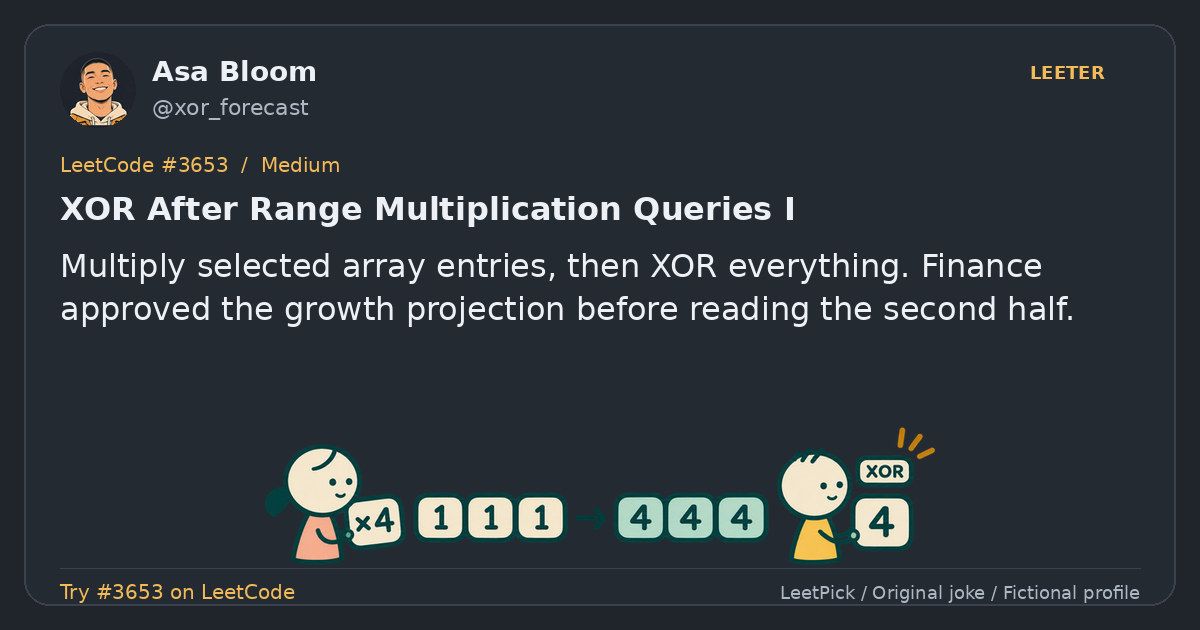 Asa Bloom
@xor_forecast
LEETER
LeetCode #3653 / Medium
XOR After Range Multiplication Queries I
Multiply selected array entries, then XOR everything. Finance
approved the growth projection before reading the second half.
×4 1 1 1 → 4 4 4 XOR 4
Try #3653 on LeetCode
LeetPick / Original joke / Fictional profile